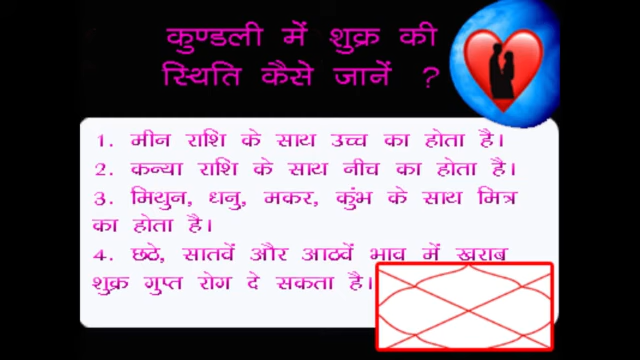 कुण्डली में शुक्र की
स्थिति कैसे जानें ?
1. मीन राशि के साथ उच्च का होता है।
2. कन्या राशि के साथ नीच का होता है।
3. मिथुन, धनु, मकर, कुंभ के साथ मित्र
का होता है।
4. छठे, सातवें और आठवें भाव में खराब
शुक्र गुप्त रोग दे सकता है।